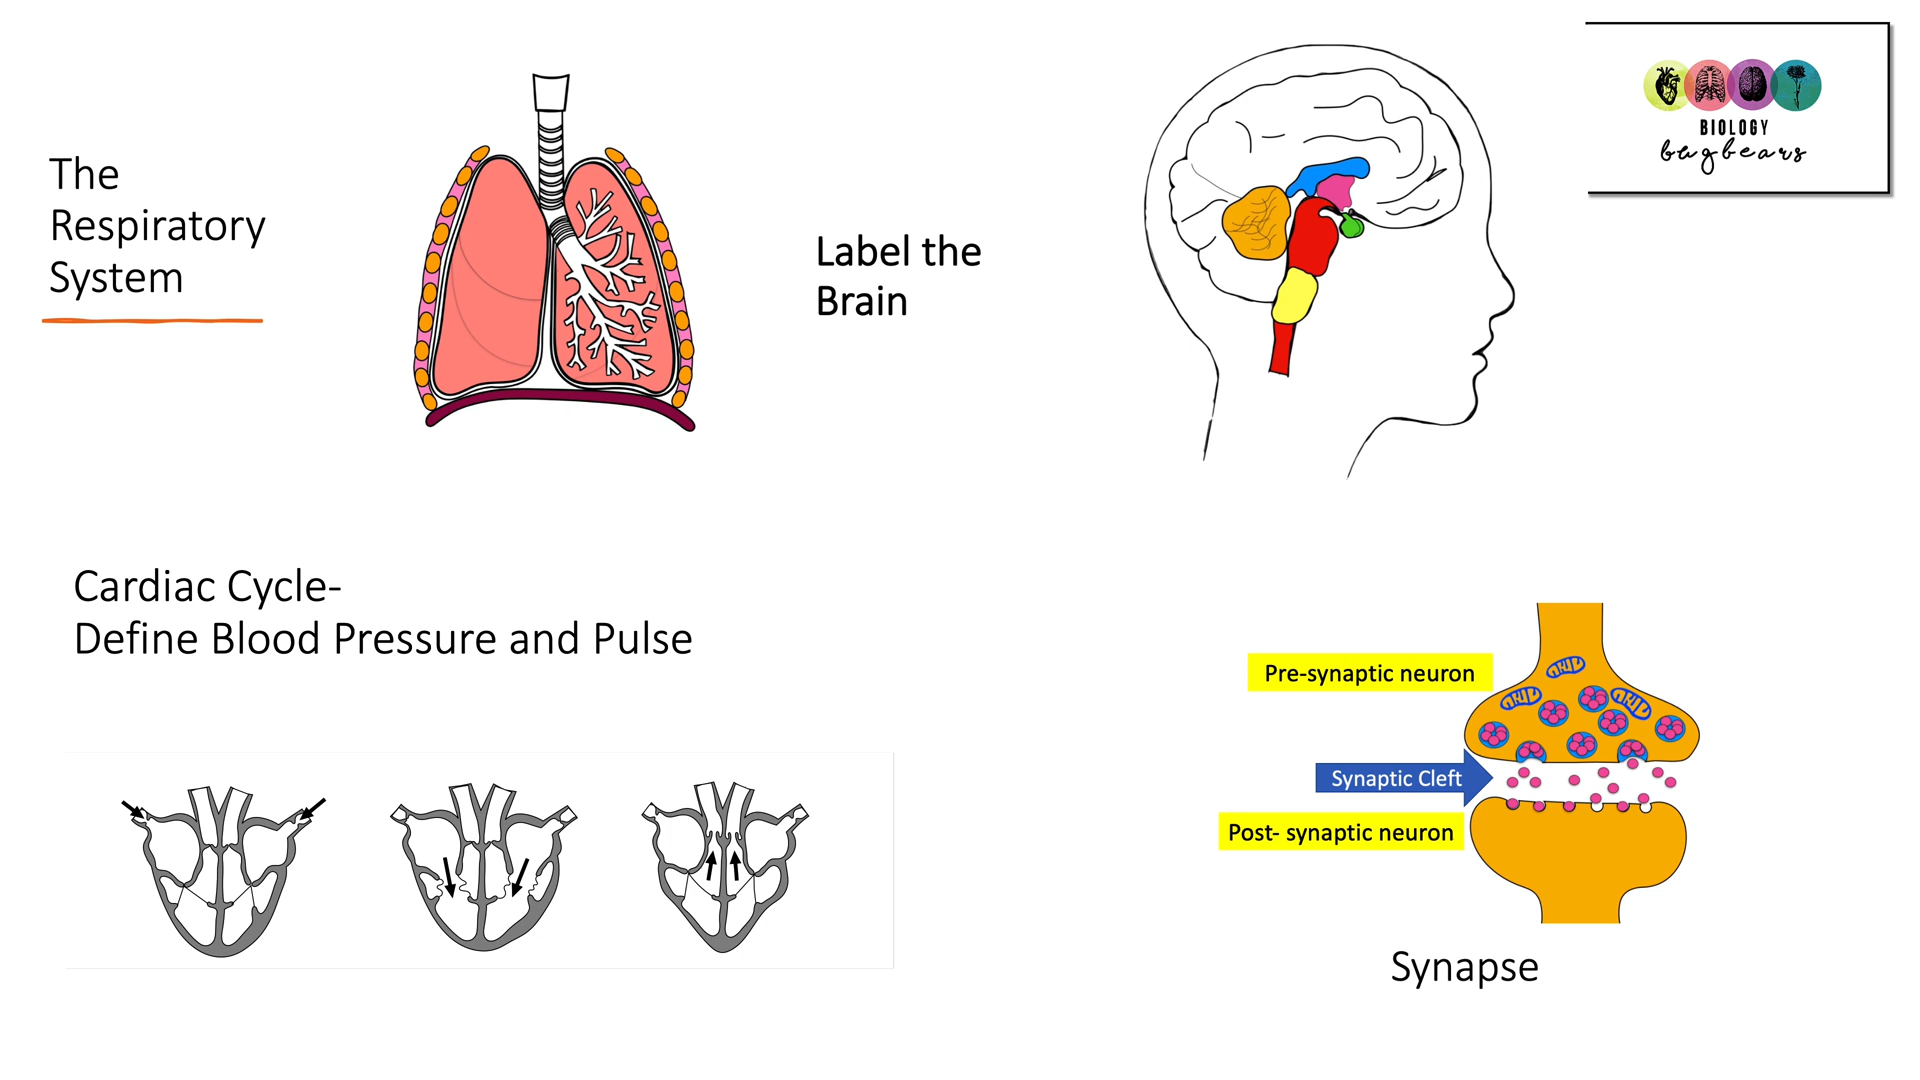 The
Respiratory
System
Label the
Brain
BIOLOGY
bugbears
Cardiac Cycle-
Define Blood Pressure and Pulse
Pre-synaptic neuron
Synaptic Cleft
Post- synaptic neuron
Synapse